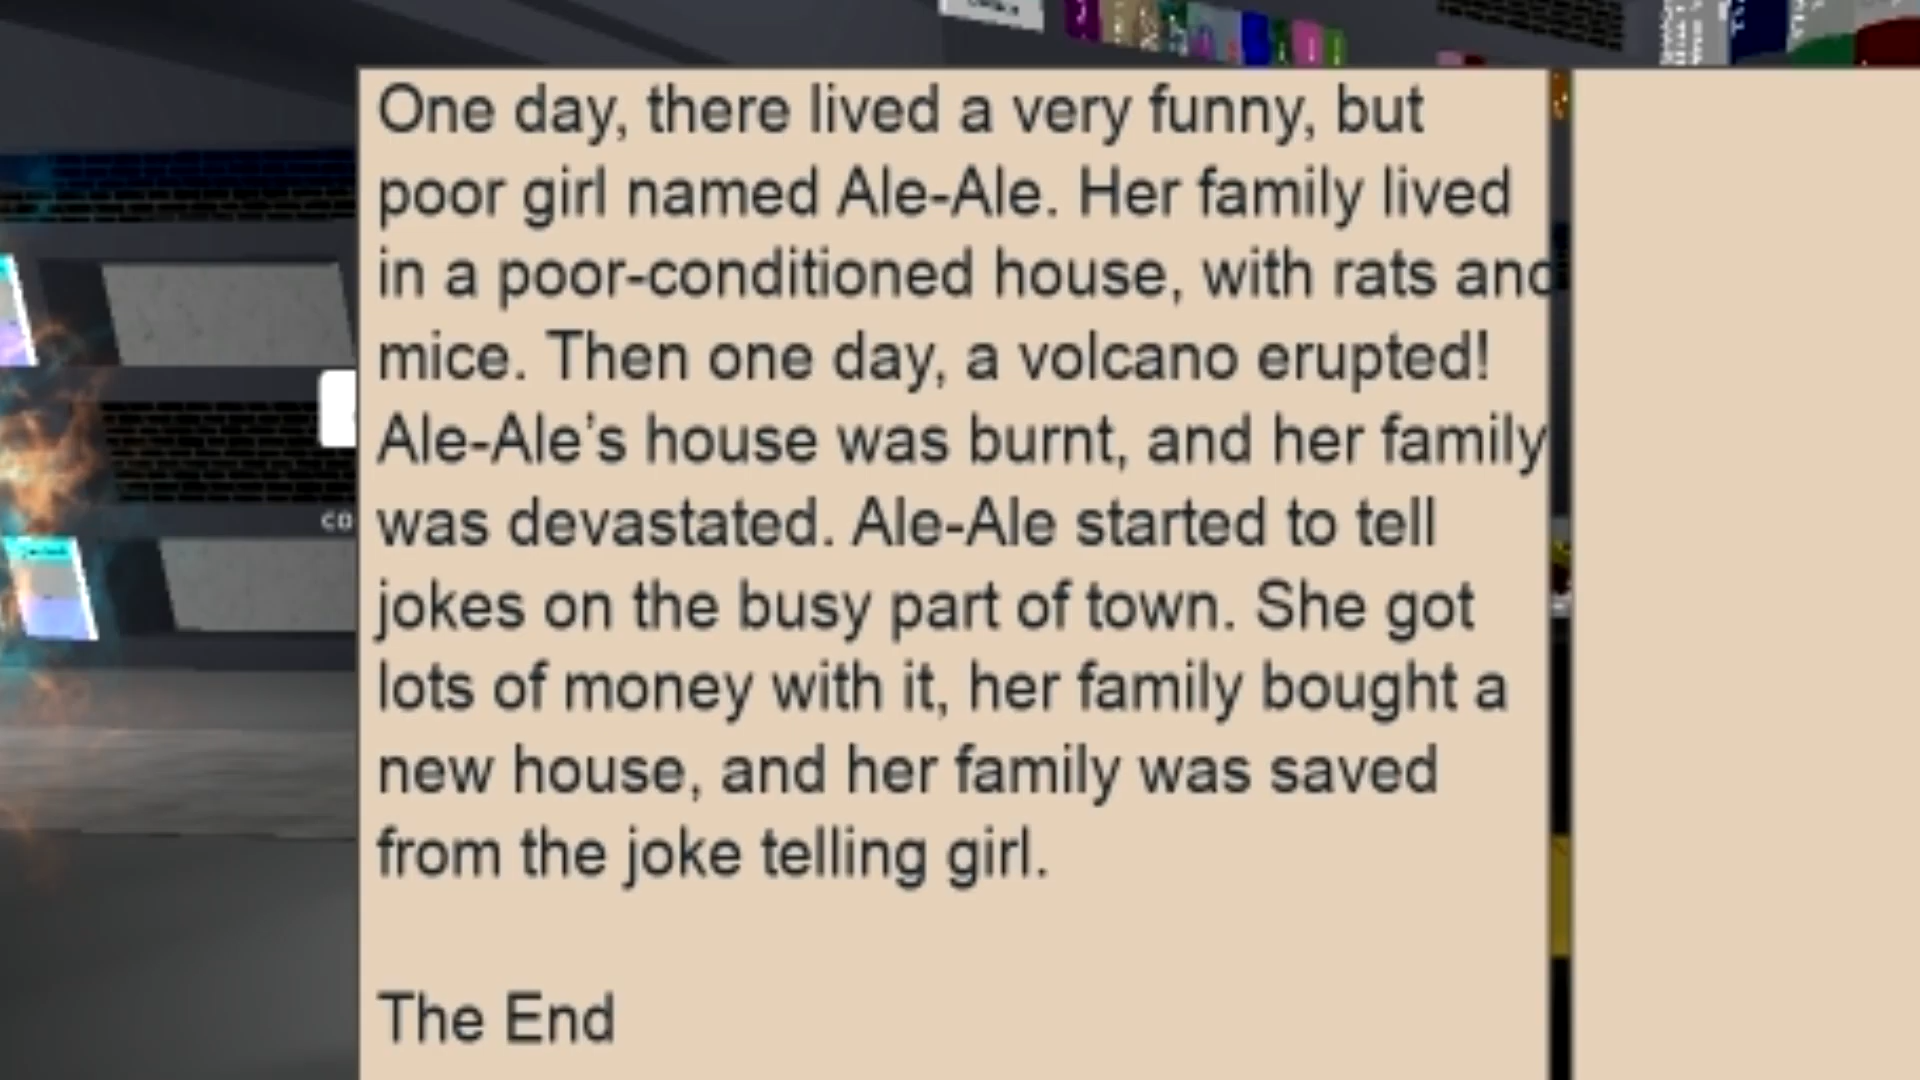 One day, there lived a very funny, but
poor girl named Ale-Ale. Her family lived
in a poor-conditioned house, with rats and
mice. Then one day, a volcano erupted!
Ale-Ale’s house was burnt, and her family
was devastated. Ale-Ale started to tell
jokes on the busy part of town. She got
lots of money with it, her family bought a
new house, and her family was saved
from the joke telling girl.
The End
co